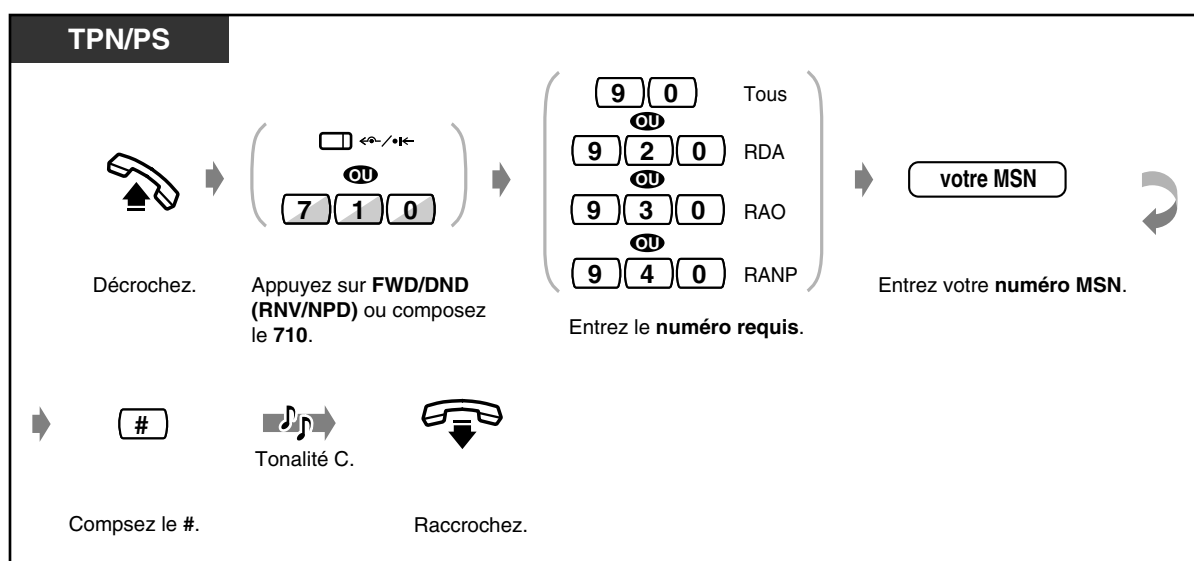 TPN/PS
9 0 Tous
OU
9 2 0 RDA
OU
9 3 0 RAO
OU
9 4 0 RANP
OU
7 1 0
votre MSN
Décrochez.
Appuyez sur FWD/DND
(RNV/NPD) ou composez
le 710.
Entrez le numéro requis.
Entrez votre numéro MSN.
#
Tonalité C.
Compsez le #.
Raccrochez.